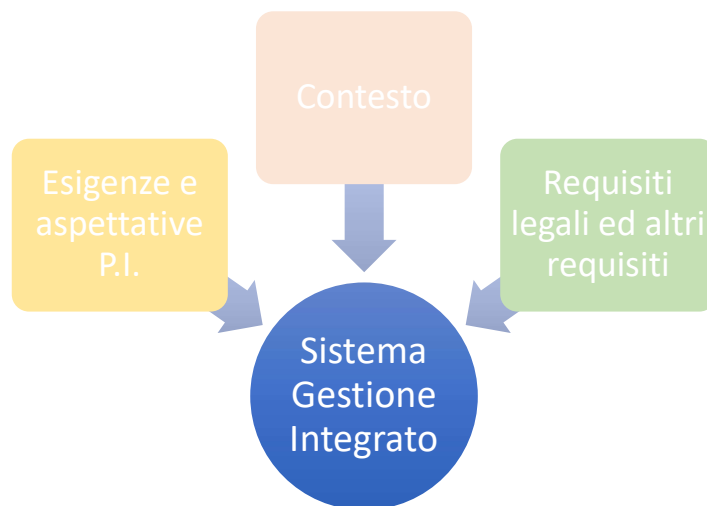 Contesto
Esigenze e
aspettative
P.I.
Requisiti
legali ed altri
requisiti
Sistema
Gestione
Integrato